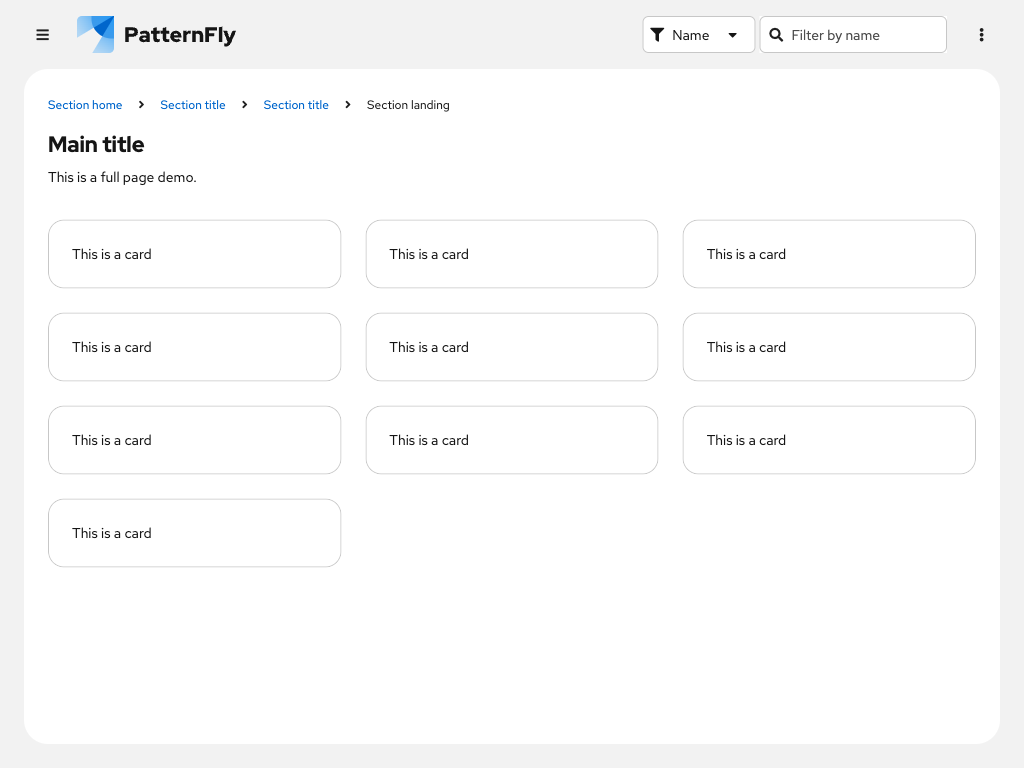 PatternFly
Name
Filter by name
Section home
Section title
Section title
Section landing
Main title
This is a full page demo.
This is a card
This is a card
This is a card
This is a card
This is a card
This is a card
This is a card
This is a card
This is a card
This is a card